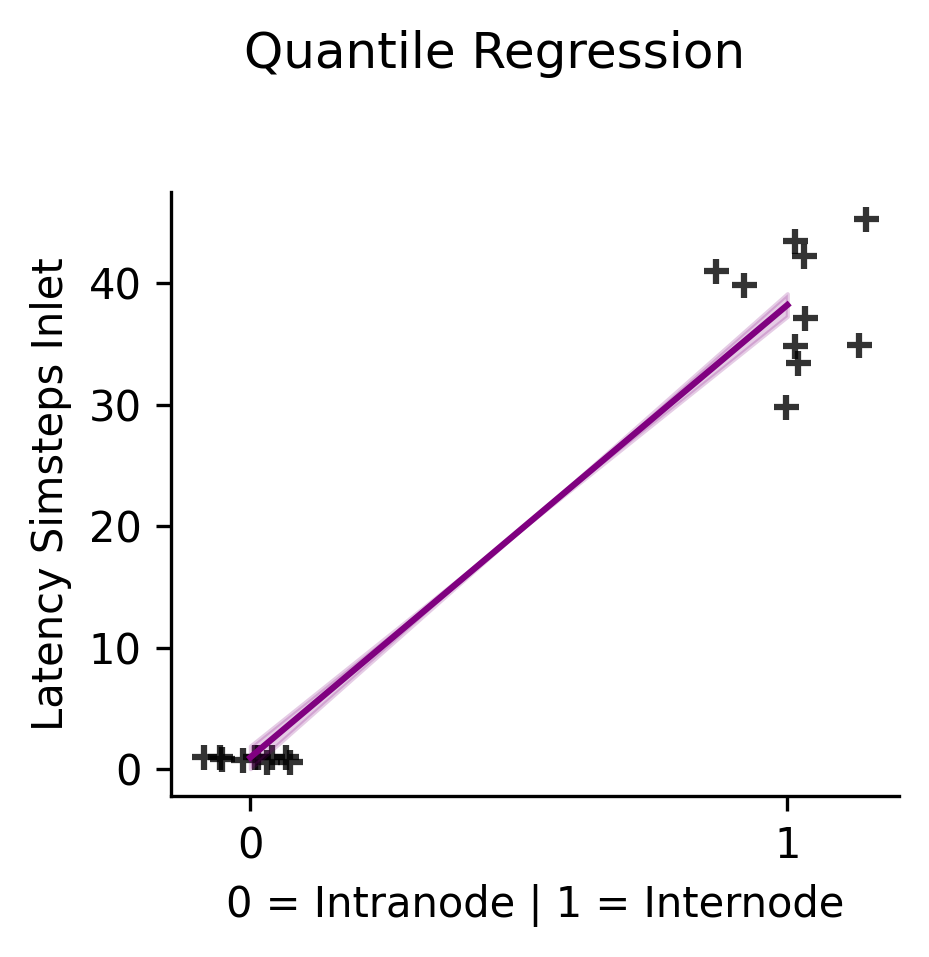 Quantile Regression
Latency Simsteps Inlet
40
30
20
10
0
0 1
0 = Intranode | 1 = Internode